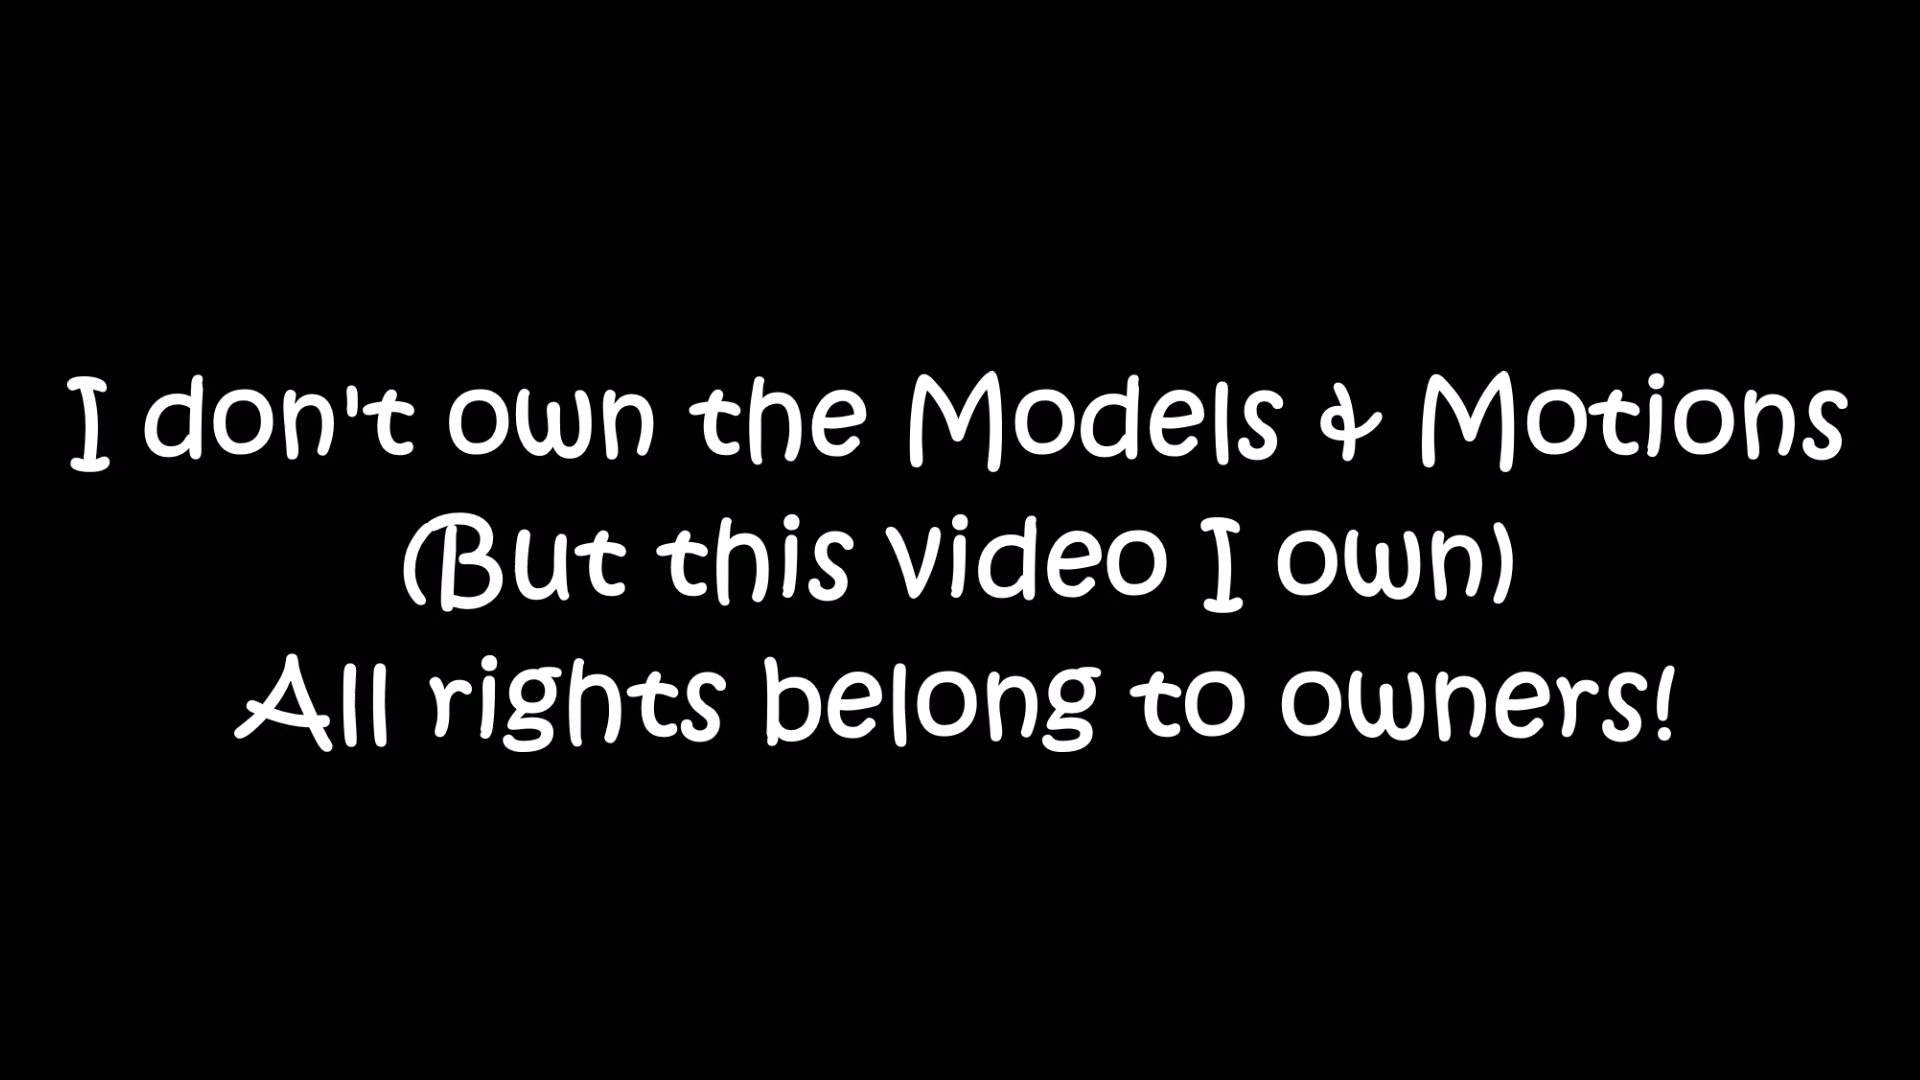 I don't own the Models & Motions
(But this video I own)
All rights belong to owners!